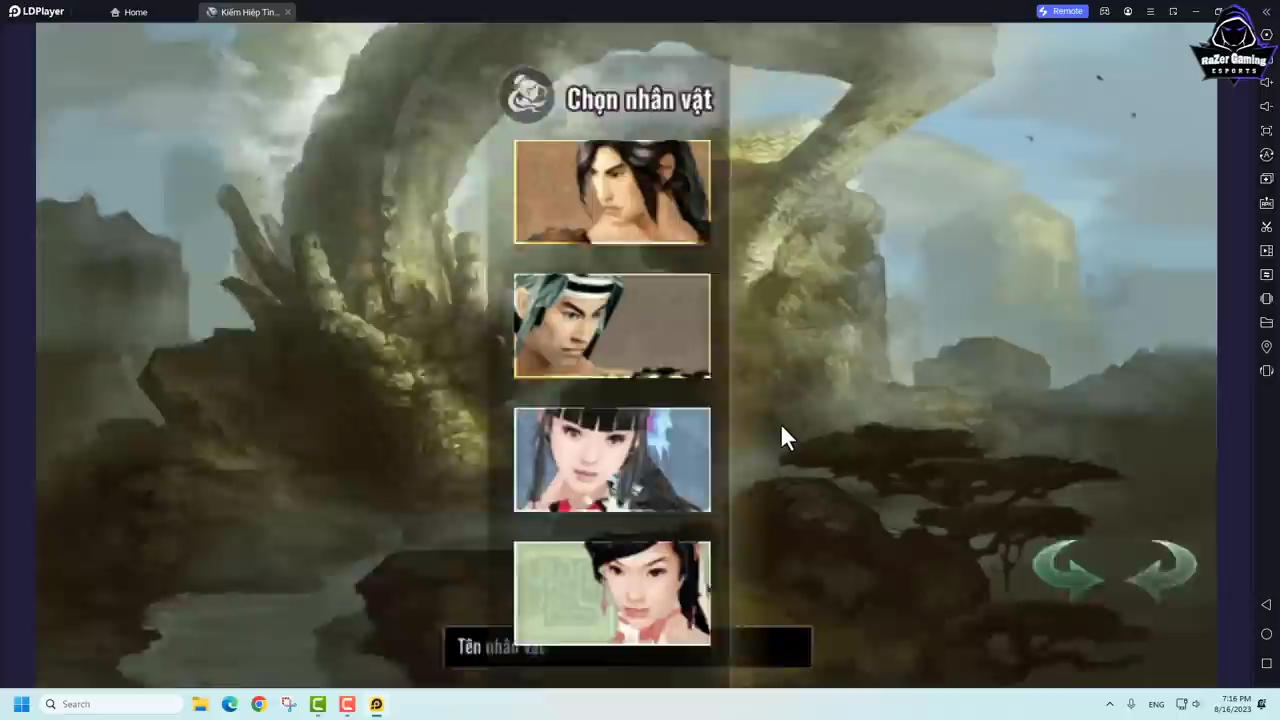 LDPlayer
Home
Kiếm Hiệp Tìn...
Remote
RaZer Gaming
ESPORTS
Chọn nhân vật
Tên nhân vật
Search
ENG
7:16 PM
8/16/2023